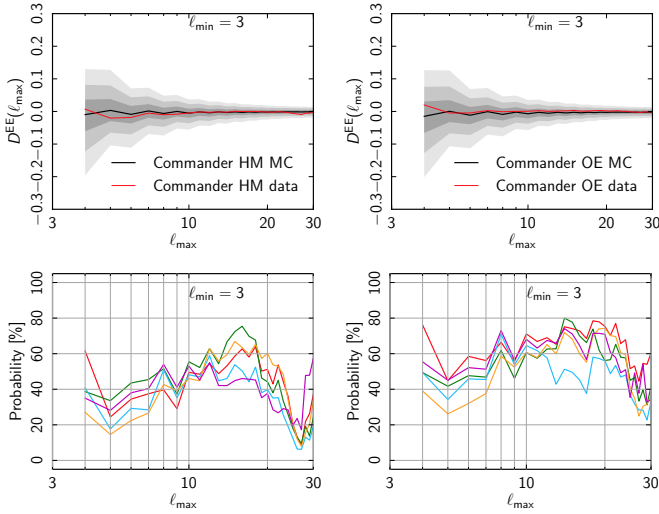 ℓmin = 3
0.3
0.2
0.1
0.0
−0.1
−0.2
−0.3
D^EE(ℓmax)
Commander HM MC
Commander HM data
3 10 30
ℓmax
ℓmin = 3
0.3
0.2
0.1
0.0
−0.1
−0.2
−0.3
D^EE(ℓmax)
Commander OE MC
Commander OE data
3 10 30
ℓmax
ℓmin = 3
100
80
60
40
20
0
Probability [%]
3 10 30
ℓmax
ℓmin = 3
100
80
60
40
20
0
Probability [%]
3 10 30
ℓmax